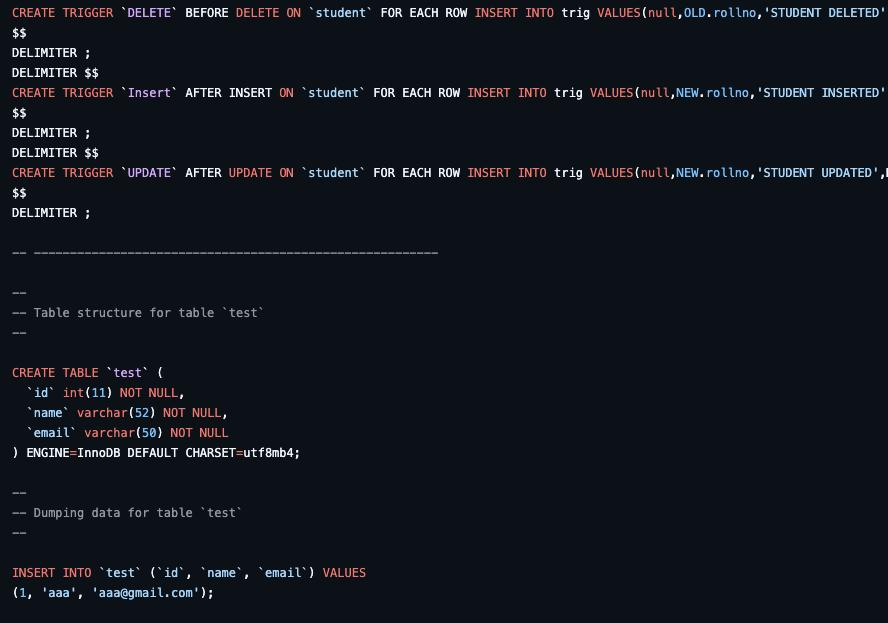 CREATE TRIGGER `DELETE` BEFORE DELETE ON `student` FOR EACH ROW INSERT INTO trig VALUES(null,OLD.rollno,'STUDENT DELETED'
$$
DELIMITER ;
DELIMITER $$
CREATE TRIGGER `Insert` AFTER INSERT ON `student` FOR EACH ROW INSERT INTO trig VALUES(null,NEW.rollno,'STUDENT INSERTED'
$$
DELIMITER ;
DELIMITER $$
CREATE TRIGGER `UPDATE` AFTER UPDATE ON `student` FOR EACH ROW INSERT INTO trig VALUES(null,NEW.rollno,'STUDENT UPDATED',
$$
DELIMITER ;
-- --------------------------------------------------------
--
-- Table structure for table `test`
--
CREATE TABLE `test` (
  `id` int(11) NOT NULL,
  `name` varchar(52) NOT NULL,
  `email` varchar(50) NOT NULL
) ENGINE=InnoDB DEFAULT CHARSET=utf8mb4;
--
-- Dumping data for table `test`
--
INSERT INTO `test` (`id`, `name`, `email`) VALUES
(1, 'aaa', 'aaa@gmail.com');